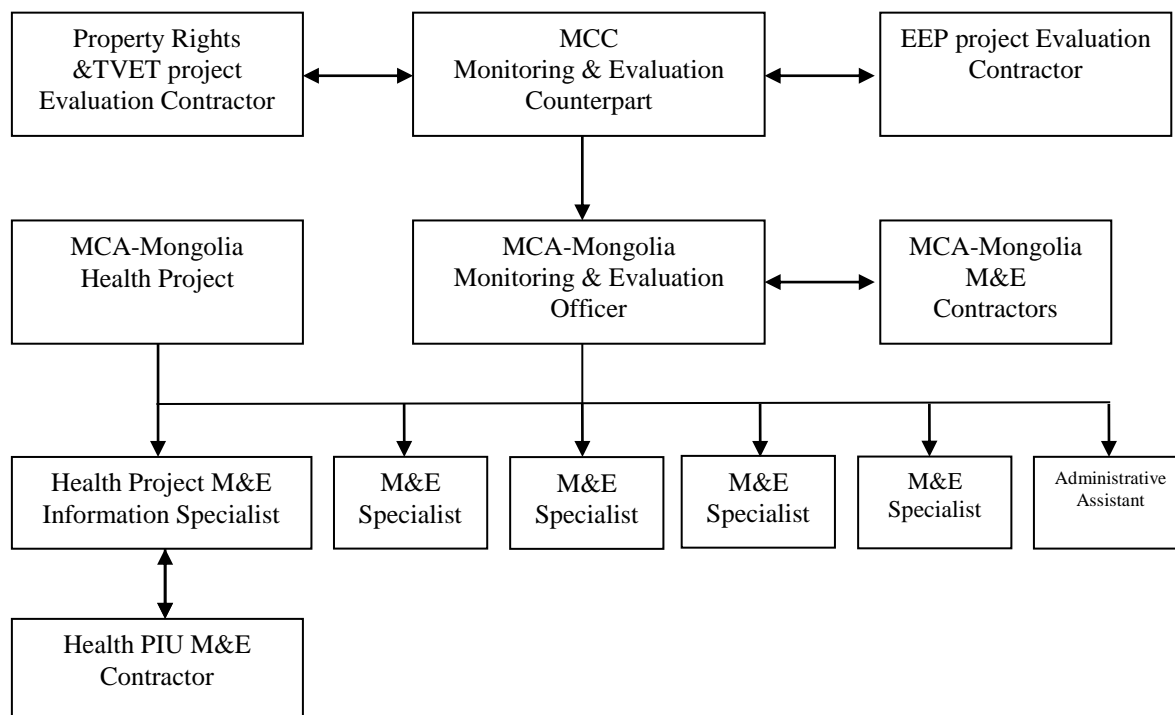 Property Rights
&TVET project
Evaluation Contractor
MCC
Monitoring & Evaluation
Counterpart
EEP project Evaluation
Contractor
MCA-Mongolia
Health Project
MCA-Mongolia
Monitoring & Evaluation
Officer
MCA-Mongolia
M&E
Contractors
Health Project M&E
Information Specialist
M&E
Specialist
M&E
Specialist
M&E
Specialist
M&E
Specialist
Administrative
Assistant
Health PIU M&E
Contractor